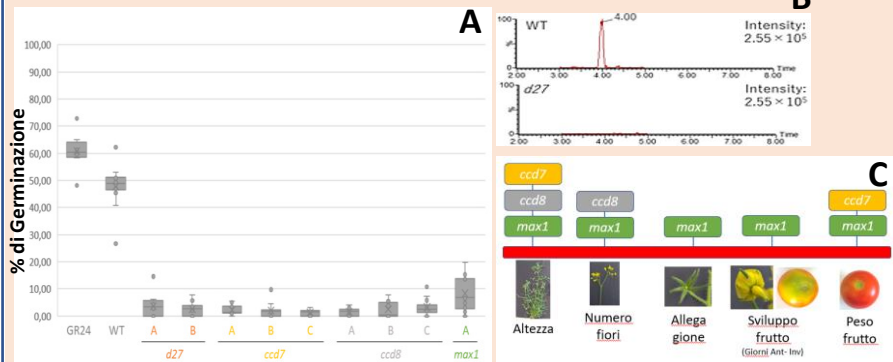 A
100,00
90,00
80,00
70,00
60,00
50,00
40,00
30,00
20,00
10,00
0,00
% di Germinazione
GR24 WT A B A B C A B C A
d27 ccd7 ccd8 max1
B
100
WT
4.00
Intensity:
2.55 × 10⁵
%
0
2.00 3.00 4.00 5.00 6.00 7.00 8.00 Time
100
d27
Intensity:
2.55 × 10⁵
%
0
2.00 3.00 4.00 5.00 6.00 7.00 8.00 Time
C
ccd7
ccd8 ccd8 ccd7
max1 max1 max1 max1 max1
Altezza
Numero
fiori
Allega
gione
Sviluppo
frutto
(Giorni Ant- Inv)
Peso
frutto